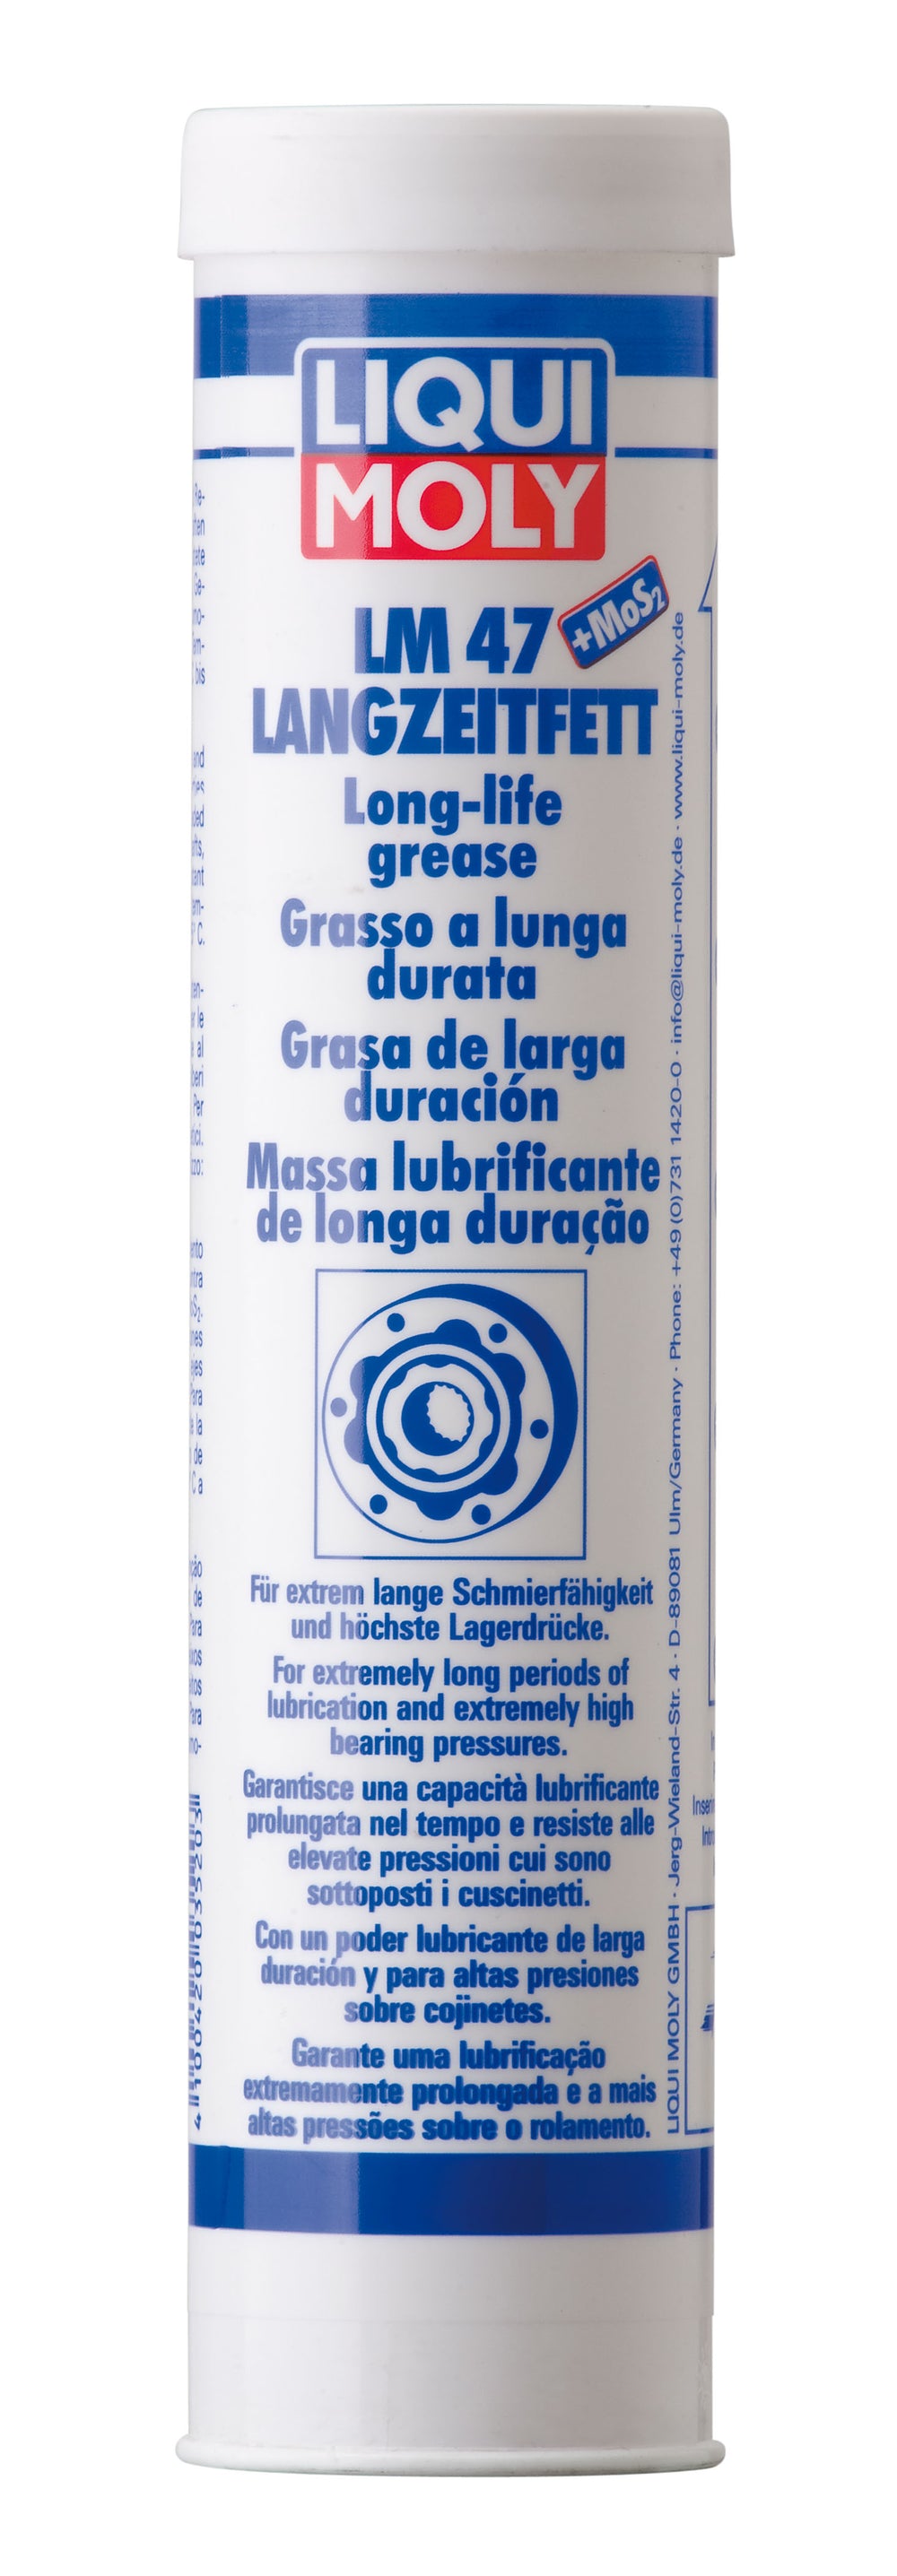 LIQUI
MOLY
LM 47
+MoS₂
LANGZEITFETT
Long-life
grease
Grasso a lunga
durata
Grasa de larga
duración
Massa lubrificante
de longa duração
Für extrem lange Schmierfähigkeit
und höchste Lagerdrücke.
For extremely long periods of
lubrication and extremely high
bearing pressures.
Garantisce una capacità lubrificante
prolungata nel tempo e resiste alle
elevate pressioni cui sono
sottoposti i cuscinetti.
Con un poder lubricante de larga
duración y para altas presiones
sobre cojinetes.
Garante uma lubrificação
extremamente prolongada e a mais
altas pressões sobre o rolamento.
LIQUI MOLY GMBH · Jerg-Wieland-Str. 4 · D-89081 Ulm/Germany · Phone: +49 (0)731 1420-0 · info@liqui-moly.de · www.liqui-moly.de